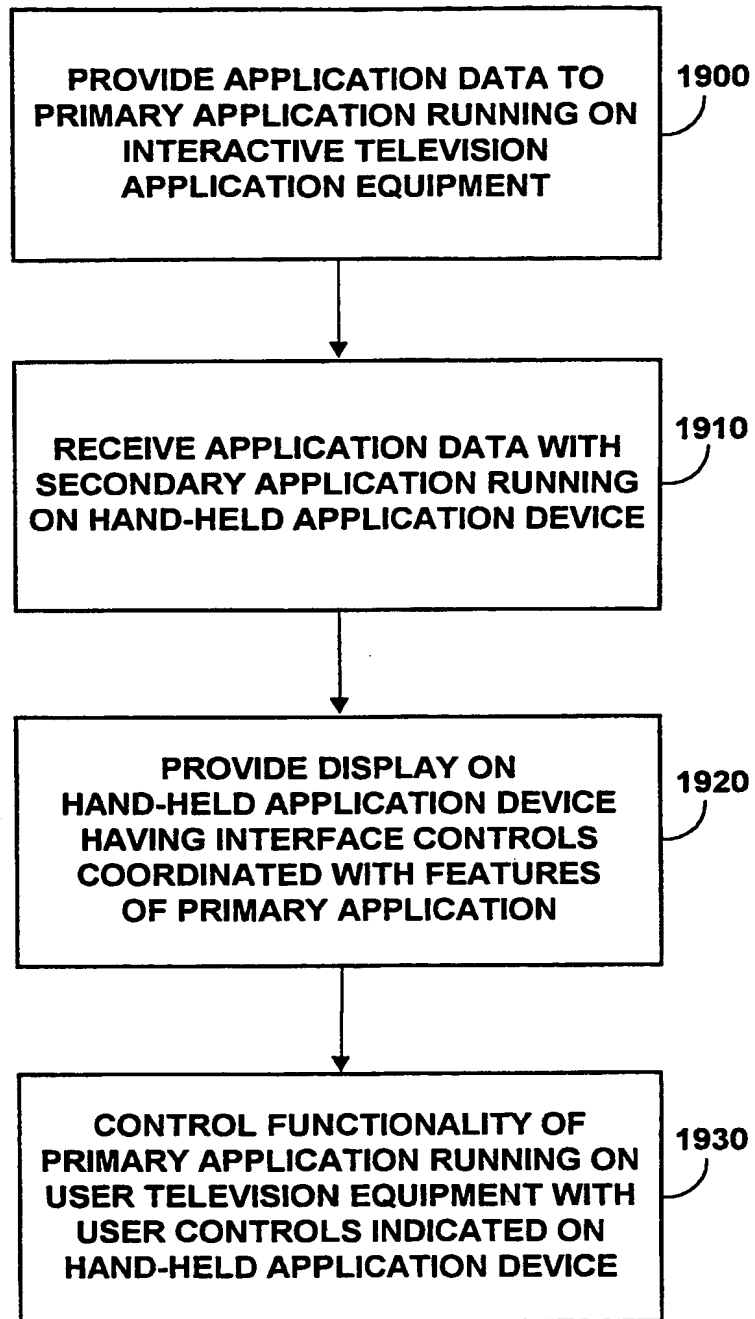 PROVIDE APPLICATION DATA TO
PRIMARY APPLICATION RUNNING ON
INTERACTIVE TELEVISION
APPLICATION EQUIPMENT
1900
RECEIVE APPLICATION DATA WITH
SECONDARY APPLICATION RUNNING
ON HAND-HELD APPLICATION DEVICE
1910
PROVIDE DISPLAY ON
HAND-HELD APPLICATION DEVICE
HAVING INTERFACE CONTROLS
COORDINATED WITH FEATURES
OF PRIMARY APPLICATION
1920
CONTROL FUNCTIONALITY OF
PRIMARY APPLICATION RUNNING ON
USER TELEVISION EQUIPMENT WITH
USER CONTROLS INDICATED ON
HAND-HELD APPLICATION DEVICE
1930